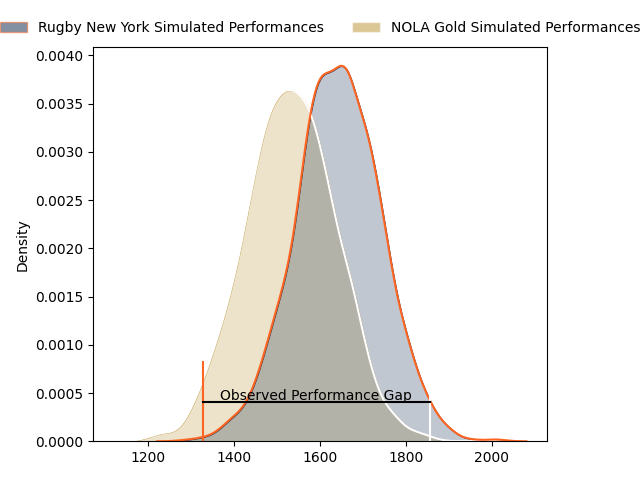 Rugby New York Simulated Performances NOLA Gold Simulated Performances
0.0040
0.0035
0.0030
0.0025
0.0020
0.0015
0.0010
0.0005
0.0000
Density
Observed Performance Gap
1200 1400 1600 1800 2000